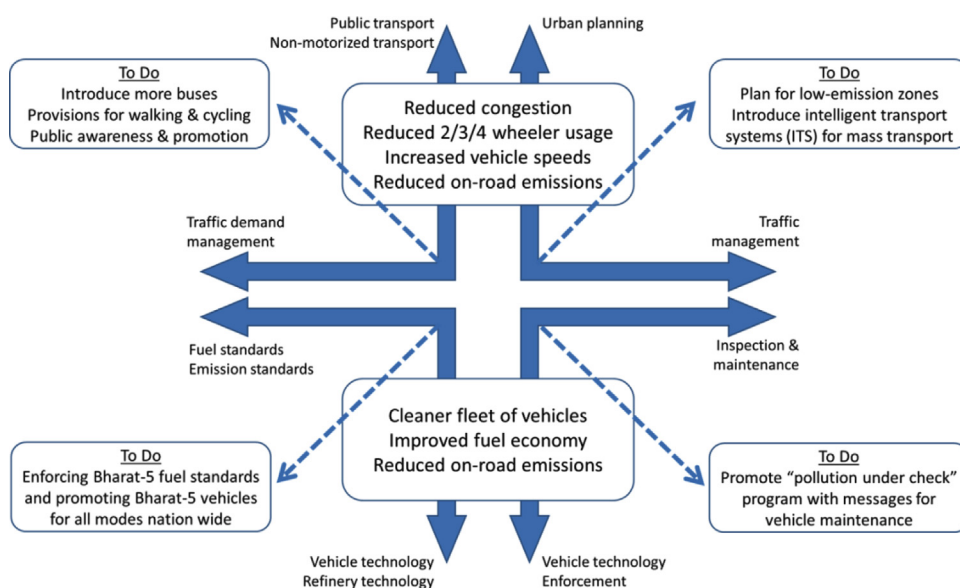 Public transport
Non-motorized transport
Urban planning
To Do
Introduce more buses
Provisions for walking & cycling
Public awareness & promotion
Reduced congestion
Reduced 2/3/4 wheeler usage
Increased vehicle speeds
Reduced on-road emissions
To Do
Plan for low-emission zones
Introduce intelligent transport
systems (ITS) for mass transport
Traffic demand
management
Traffic
management
Fuel standards
Emission standards
Inspection &
maintenance
To Do
Enforcing Bharat-5 fuel standards
and promoting Bharat-5 vehicles
for all modes nation wide
Cleaner fleet of vehicles
Improved fuel economy
Reduced on-road emissions
To Do
Promote “pollution under check”
program with messages for
vehicle maintenance
Vehicle technology
Refinery technology
Vehicle technology
Enforcement